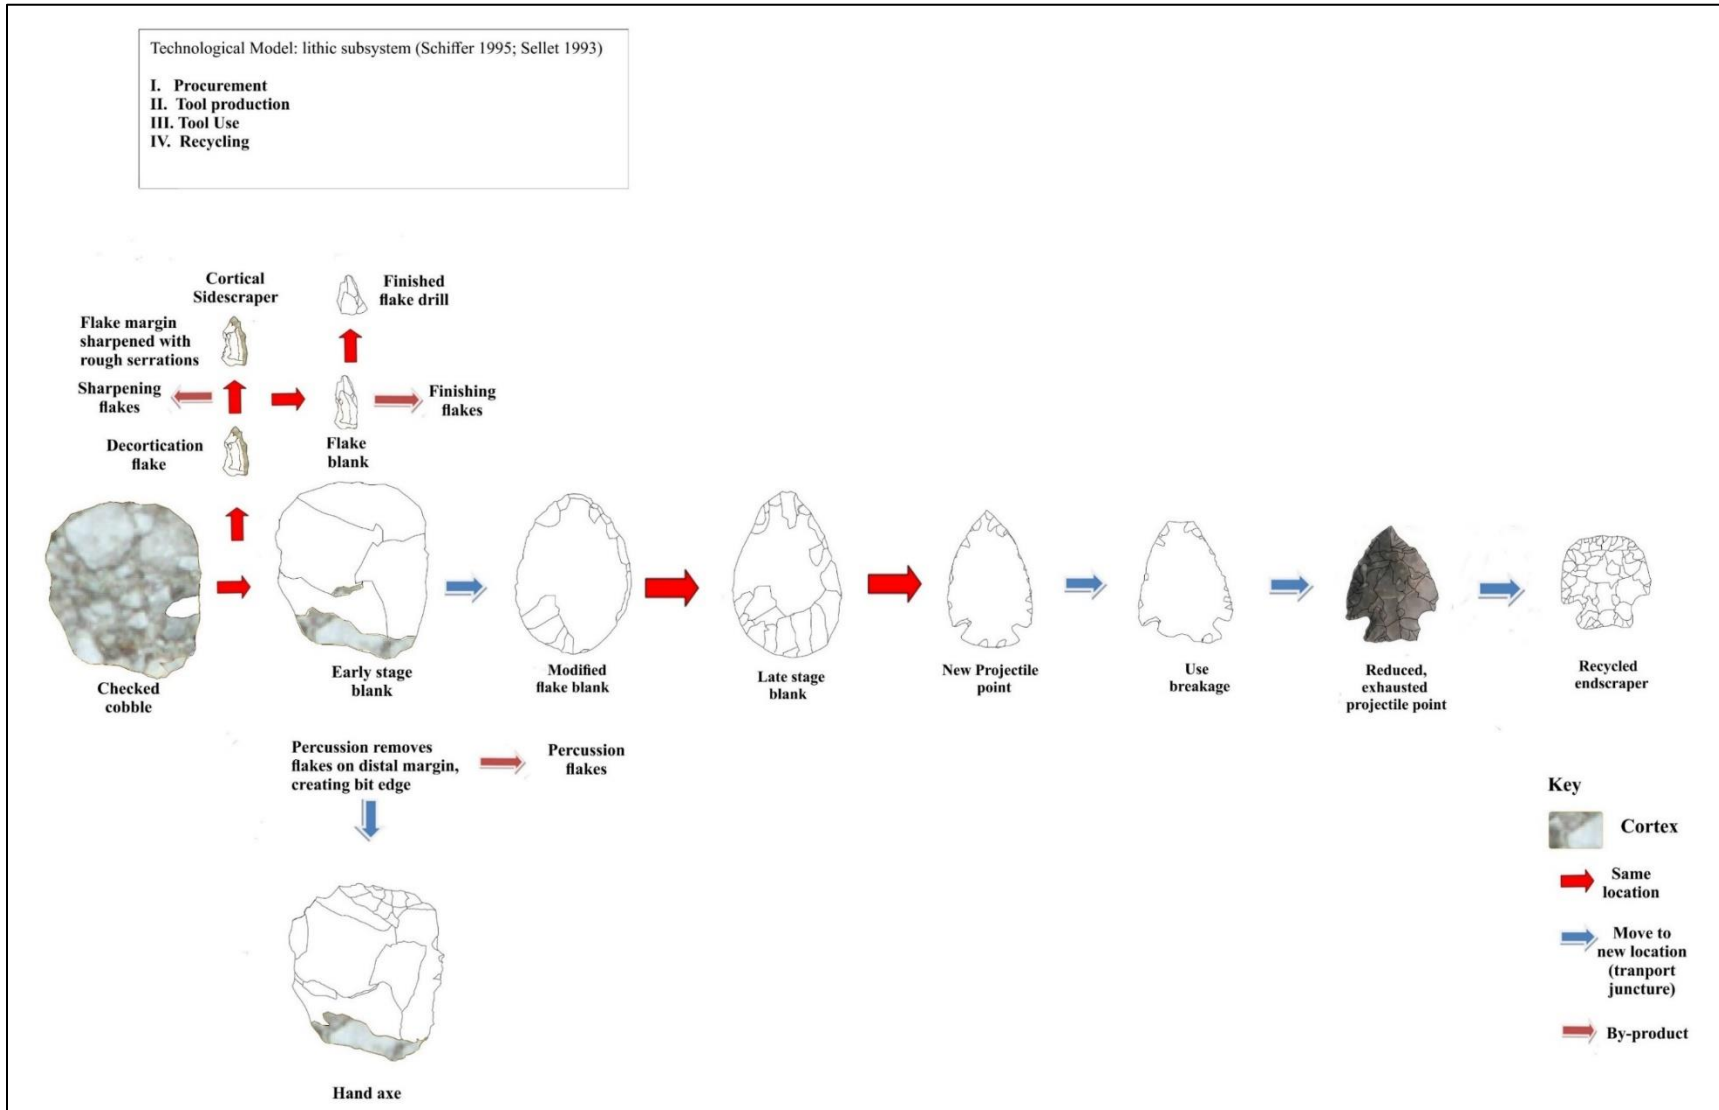 Technological Model: lithic subsystem (Schiffer 1995; Sellet 1993)
I. Procurement
II. Tool production
III. Tool Use
IV. Recycling
Cortical
Sidescraper
Finished
flake drill
Flake margin
sharpened with
rough serrations
Sharpening
flakes
Finishing
flakes
Decortication
flake
Flake
blank
Checked
cobble
Early stage
blank
Modified
flake blank
Late stage
blank
New Projectile
point
Use
breakage
Reduced,
exhausted
projectile point
Recycled
endscraper
Percussion removes
flakes on distal margin,
creating bit edge
Percussion
flakes
Hand axe
Key
Cortex
Same
location
Move to
new location
(tranport
juncture)
By-product